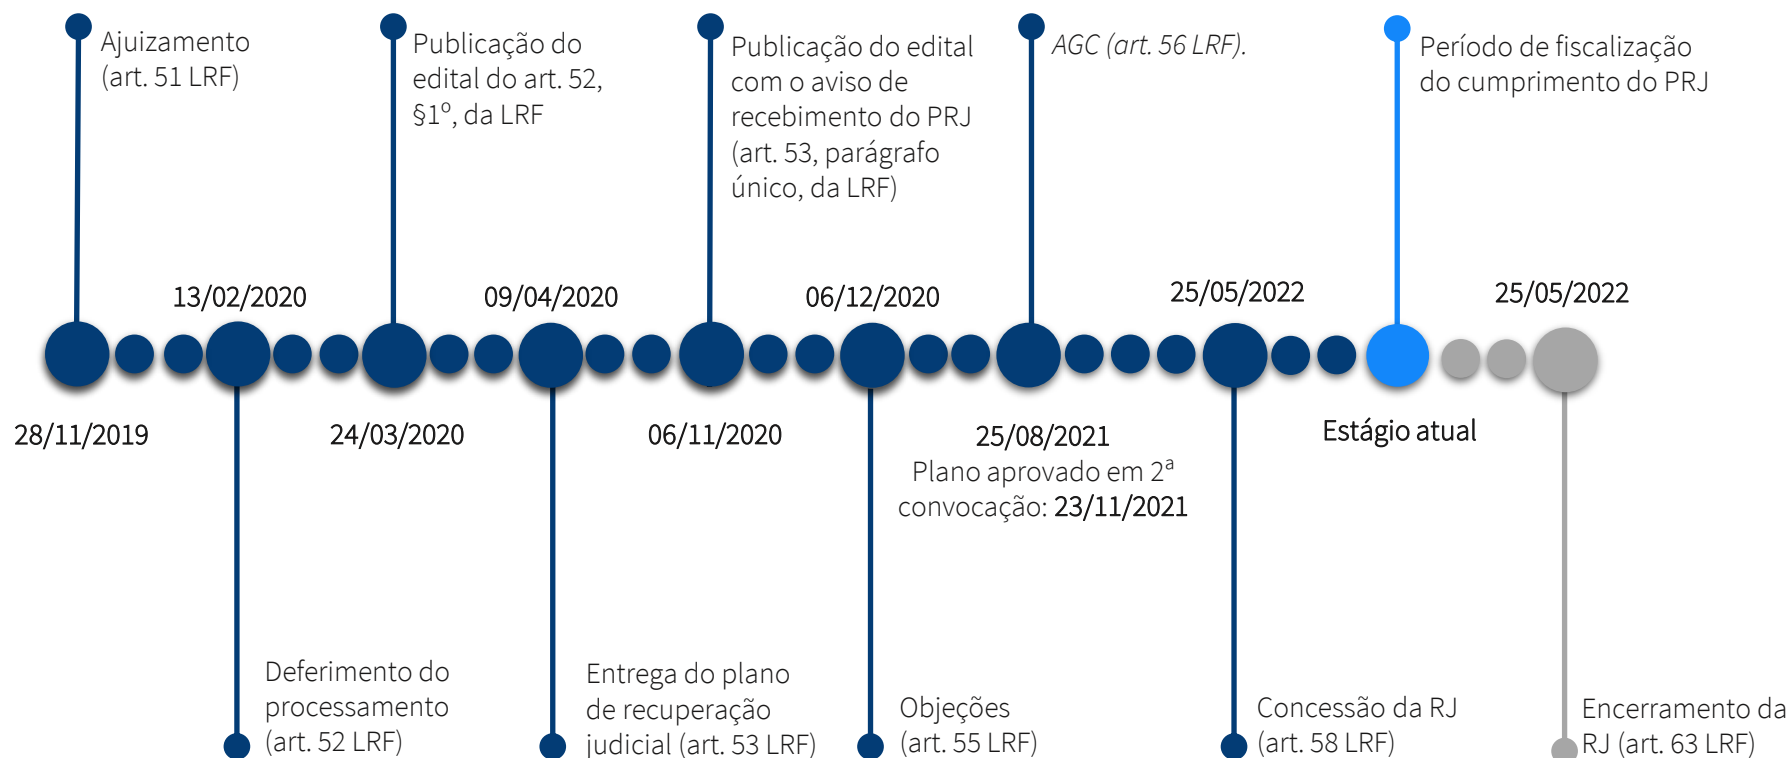 Ajuizamento
(art. 51 LRF)
Publicação do
edital do art. 52,
§1º, da LRF
Publicação do edital
com o aviso de
recebimento do PRJ
(art. 53, parágrafo
único, da LRF)
AGC (art. 56 LRF).
Período de fiscalização
do cumprimento do PRJ
13/02/2020
09/04/2020
06/12/2020
25/05/2022
25/05/2022
28/11/2019
24/03/2020
06/11/2020
25/08/2021
Plano aprovado em 2ª
convocação: 23/11/2021
Estágio atual
Deferimento do
processamento
(art. 52 LRF)
Entrega do plano
de recuperação
judicial (art. 53 LRF)
Objeções
(art. 55 LRF)
Concessão da RJ
(art. 58 LRF)
Encerramento da
RJ (art. 63 LRF)